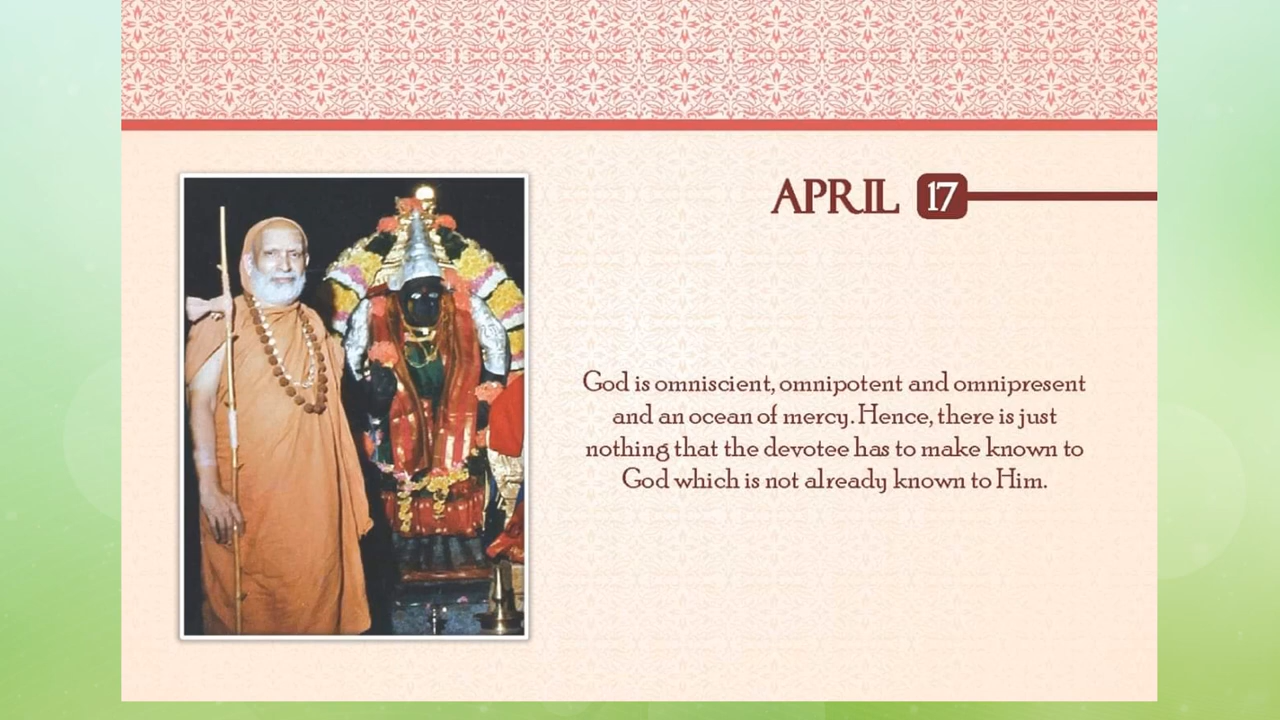 APRIL 17
God is omniscient, omnipotent and omnipresent
and an ocean of mercy. Hence, there is just
nothing that the devotee has to make known to
God which is not already known to Him.